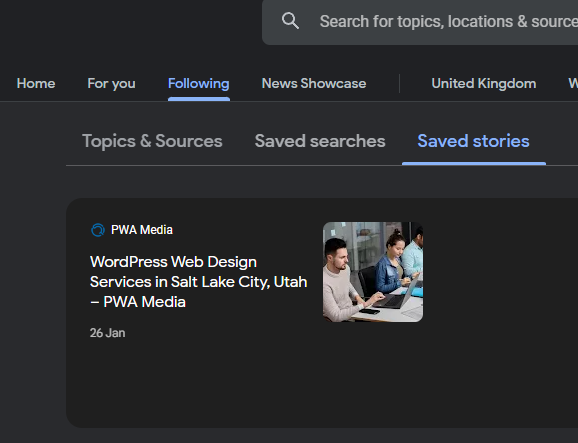 Search for topics, locations & source
Home For you Following News Showcase United Kingdom W
Topics & Sources Saved searches Saved stories
PWA Media
WordPress Web Design
Services in Salt Lake City, Utah
– PWA Media
26 Jan